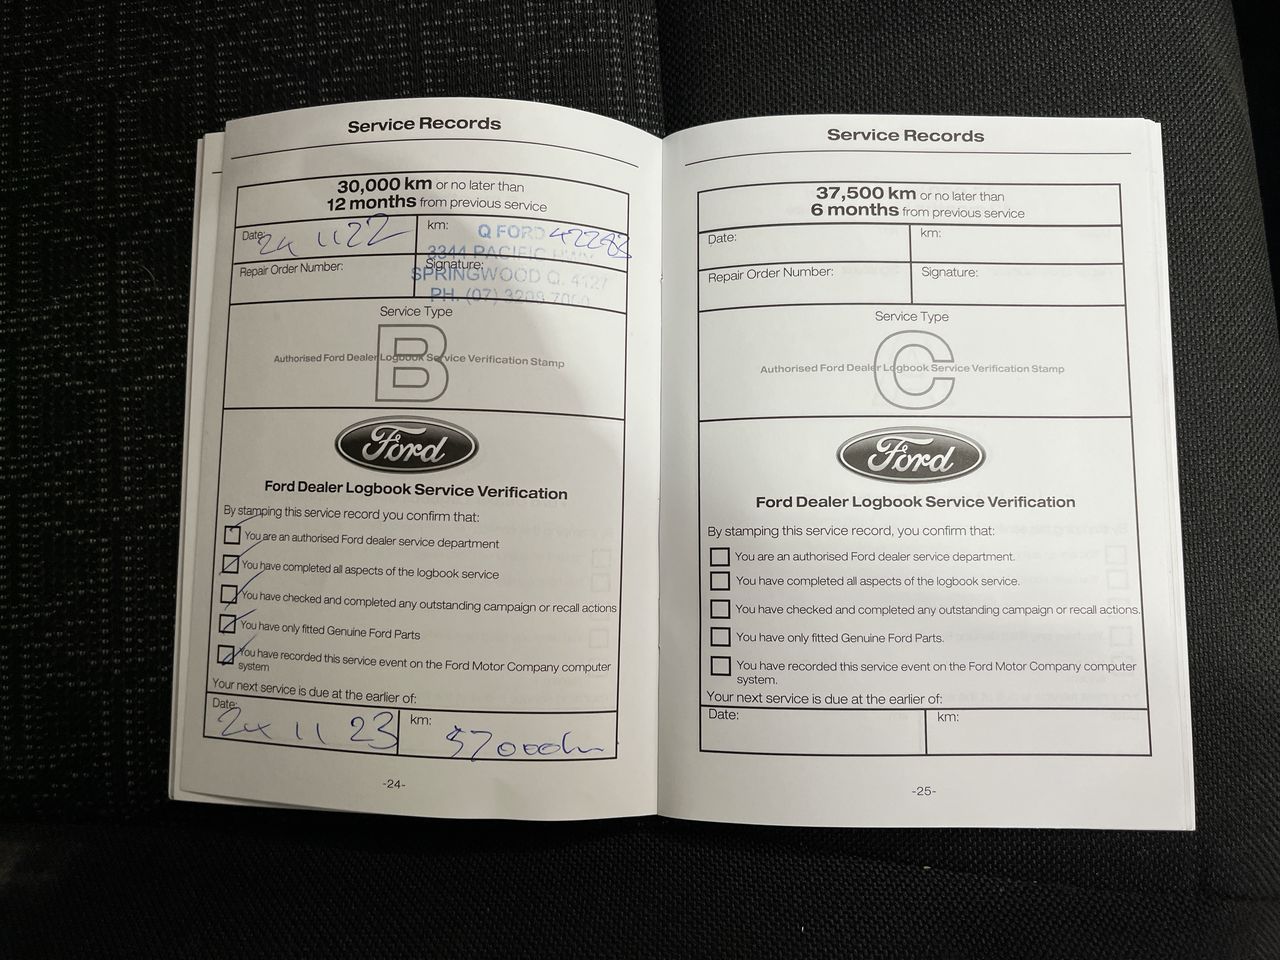 Service Records
30,000 km or no later than
12 months from previous service
Date: 24 11 22
km: 42283
Q FORD
3344 PACIFIC HWY
SPRINGWOOD Q. 4127
PH. (07) 3209 7000
Repair Order Number:
Signature:
Service Type
B
Authorised Ford Dealer Logbook Service Verification Stamp
Ford
Ford Dealer Logbook Service Verification
By stamping this service record you confirm that:
You are an authorised Ford dealer service department
You have completed all aspects of the logbook service
You have checked and completed any outstanding campaign or recall actions
You have only fitted Genuine Ford Parts
You have recorded this service event on the Ford Motor Company computer
system
Your next service is due at the earlier of:
Date: 24 11 23
km: 57000km
-24-
Service Records
37,500 km or no later than
6 months from previous service
Date:
km:
Repair Order Number:
Signature:
Service Type
C
Authorised Ford Dealer Logbook Service Verification Stamp
Ford
Ford Dealer Logbook Service Verification
By stamping this service record, you confirm that:
You are an authorised Ford dealer service department.
You have completed all aspects of the logbook service.
You have checked and completed any outstanding campaign or recall actions.
You have only fitted Genuine Ford Parts.
You have recorded this service event on the Ford Motor Company computer
system.
Your next service is due at the earlier of:
Date:
km:
-25-